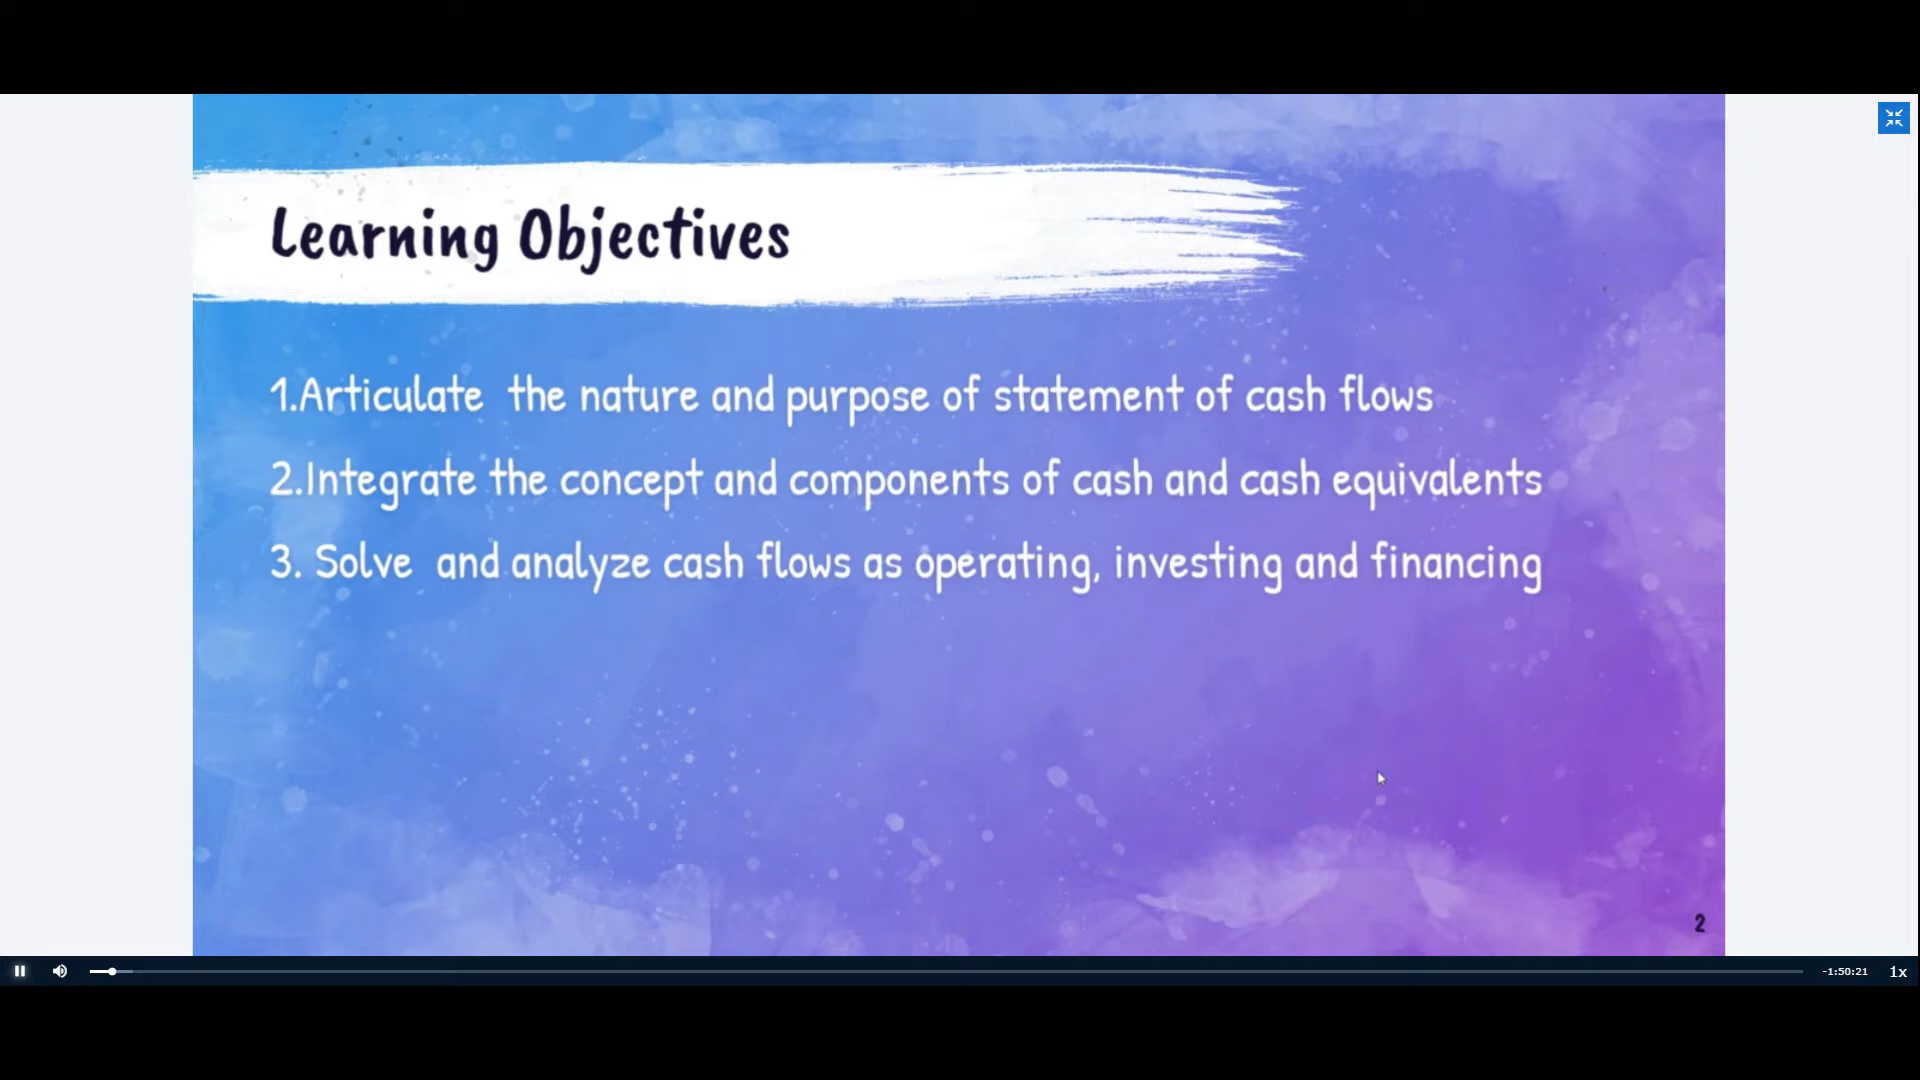 Learning Objectives
1.Articulate the nature and purpose of statement of cash flows
2.Integrate the concept and components of cash and cash equivalents
3. Solve and analyze cash flows as operating, investing and financing
2
-1:50:21 1x